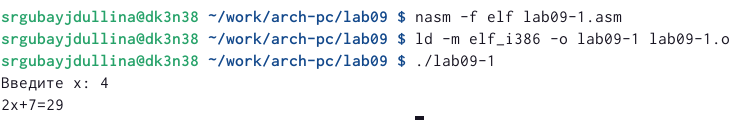 srgubayjdullina@dk3n38 ~/work/arch-pc/lab09 $ nasm -f elf lab09-1.asm
srgubayjdullina@dk3n38 ~/work/arch-pc/lab09 $ ld -m elf_i386 -o lab09-1 lab09-1.o
srgubayjdullina@dk3n38 ~/work/arch-pc/lab09 $ ./lab09-1
Введите x: 4
2x+7=29